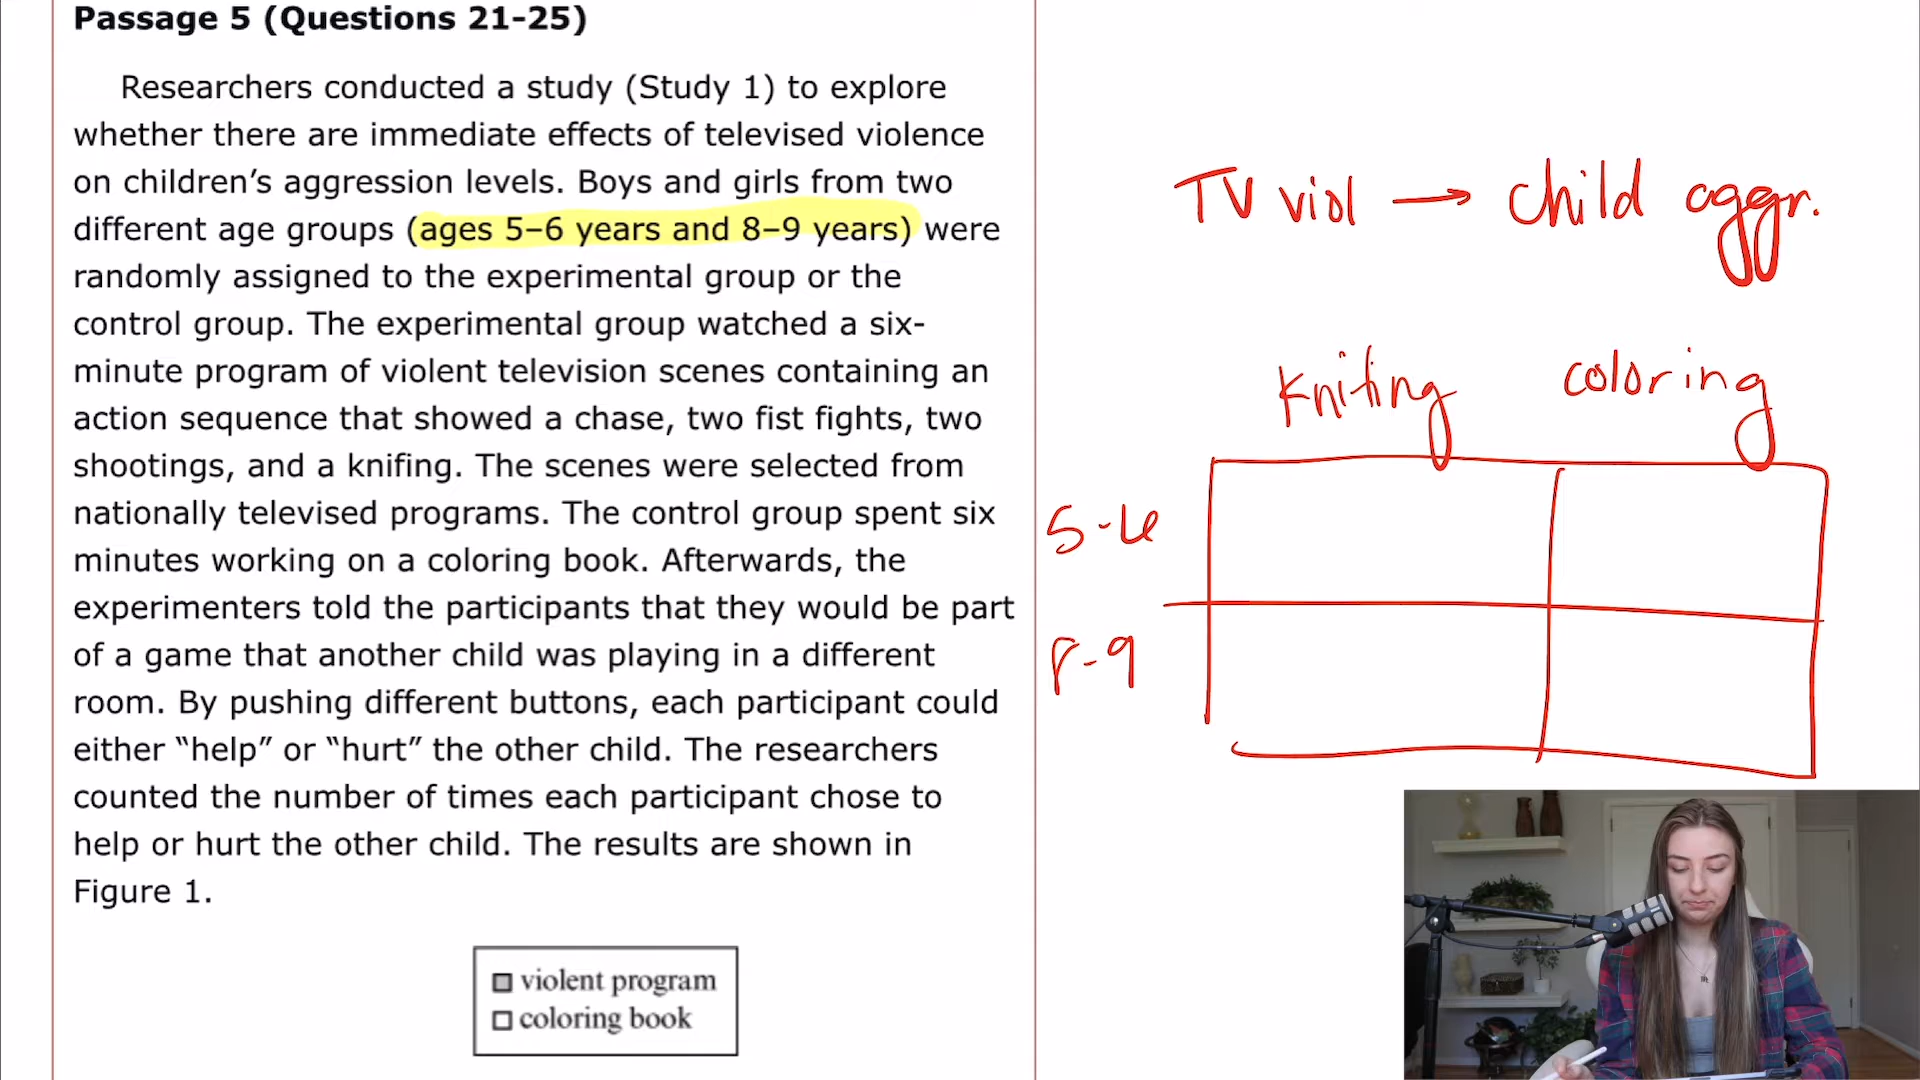 Passage 5 (Questions 21-25)
Researchers conducted a study (Study 1) to explore
whether there are immediate effects of televised violence
on children’s aggression levels. Boys and girls from two
different age groups (ages 5–6 years and 8–9 years) were
randomly assigned to the experimental group or the
control group. The experimental group watched a six-
minute program of violent television scenes containing an
action sequence that showed a chase, two fist fights, two
shootings, and a knifing. The scenes were selected from
nationally televised programs. The control group spent six
minutes working on a coloring book. Afterwards, the
experimenters told the participants that they would be part
of a game that another child was playing in a different
room. By pushing different buttons, each participant could
either “help” or “hurt” the other child. The researchers
counted the number of times each participant chose to
help or hurt the other child. The results are shown in
Figure 1.
violent program
coloring book
TV viol → child aggr.
knifing coloring
5-6
8-9